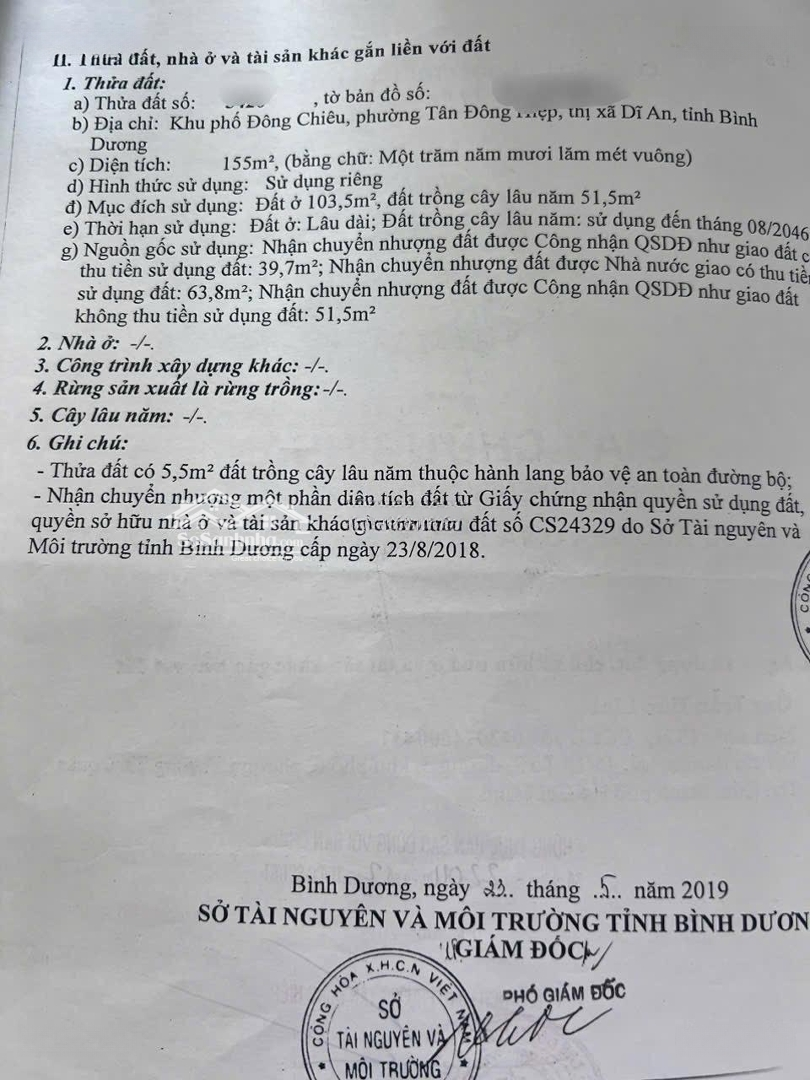 II. Thửa đất, nhà ở và tài sản khác gắn liền với đất
1. Thửa đất:
a) Thửa đất số: , tờ bản đồ số:
b) Địa chỉ: Khu phố Đông Chiêu, phường Tân Đông Hiệp, thị xã Dĩ An, tỉnh Bình
Dương
c) Diện tích: 155m², (bằng chữ: Một trăm năm mươi lăm mét vuông)
d) Hình thức sử dụng: Sử dụng riêng
đ) Mục đích sử dụng: Đất ở 103,5m², đất trồng cây lâu năm 51,5m²
e) Thời hạn sử dụng: Đất ở: Lâu dài; Đất trồng cây lâu năm: sử dụng đến tháng 08/2046
g) Nguồn gốc sử dụng: Nhận chuyển nhượng đất được Công nhận QSDĐ như giao đất c
thu tiền sử dụng đất: 39,7m²; Nhận chuyển nhượng đất được Nhà nước giao có thu tiền
sử dụng đất: 63,8m²; Nhận chuyển nhượng đất được Công nhận QSDĐ như giao đất
không thu tiền sử dụng đất: 51,5m²
2. Nhà ở: -/-.
3. Công trình xây dựng khác: -/-.
4. Rừng sản xuất là rừng trồng: -/-.
5. Cây lâu năm: -/-.
6. Ghi chú:
- Thửa đất có 5,5m² đất trồng cây lâu năm thuộc hành lang bảo vệ an toàn đường bộ;
- Nhận chuyển nhượng một phần diện tích đất từ Giấy chứng nhận quyền sử dụng đất,
quyền sở hữu nhà ở và tài sản khác đất số CS24329 do Sở Tài nguyên và
Môi trường tỉnh Bình Dương cấp ngày 23/8/2018.
Bình Dương, ngày 23. tháng .5.. năm 2019
SỞ TÀI NGUYÊN VÀ MÔI TRƯỜNG TỈNH BÌNH DƯƠN
GIÁM ĐỐC
PHÓ GIÁM ĐỐC
CỘNG HÒA X.H.C.N VIỆT
SỞ
TÀI NGUYÊN VÀ
MÔI TRƯỜNG